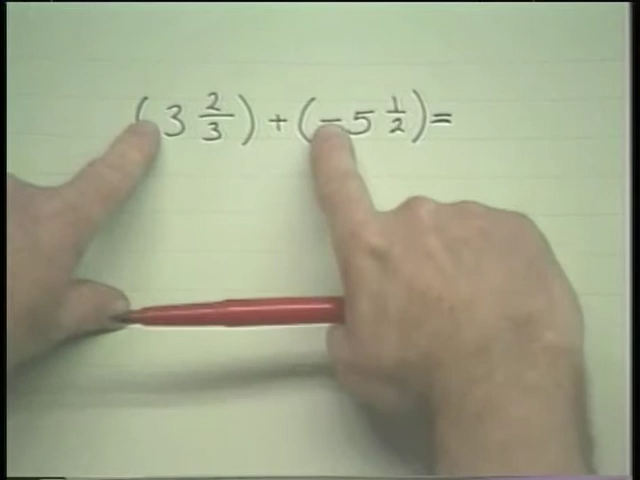 (3 2/3) + (-5 1/2) =